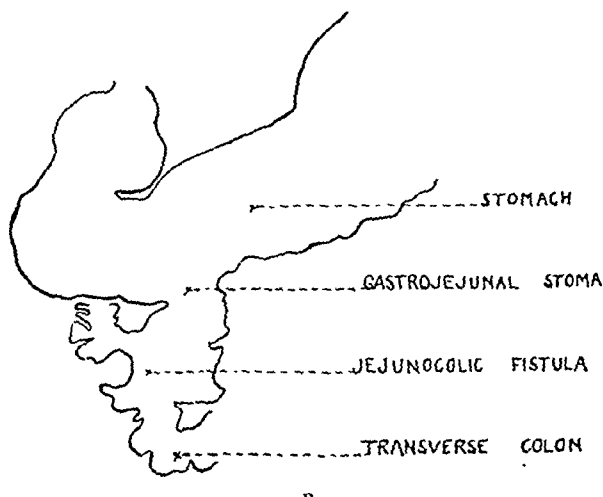 STOMACH
GASTROJEJUNAL STOMA
JEJUNOCOLIC FISTULA
TRANSVERSE COLON